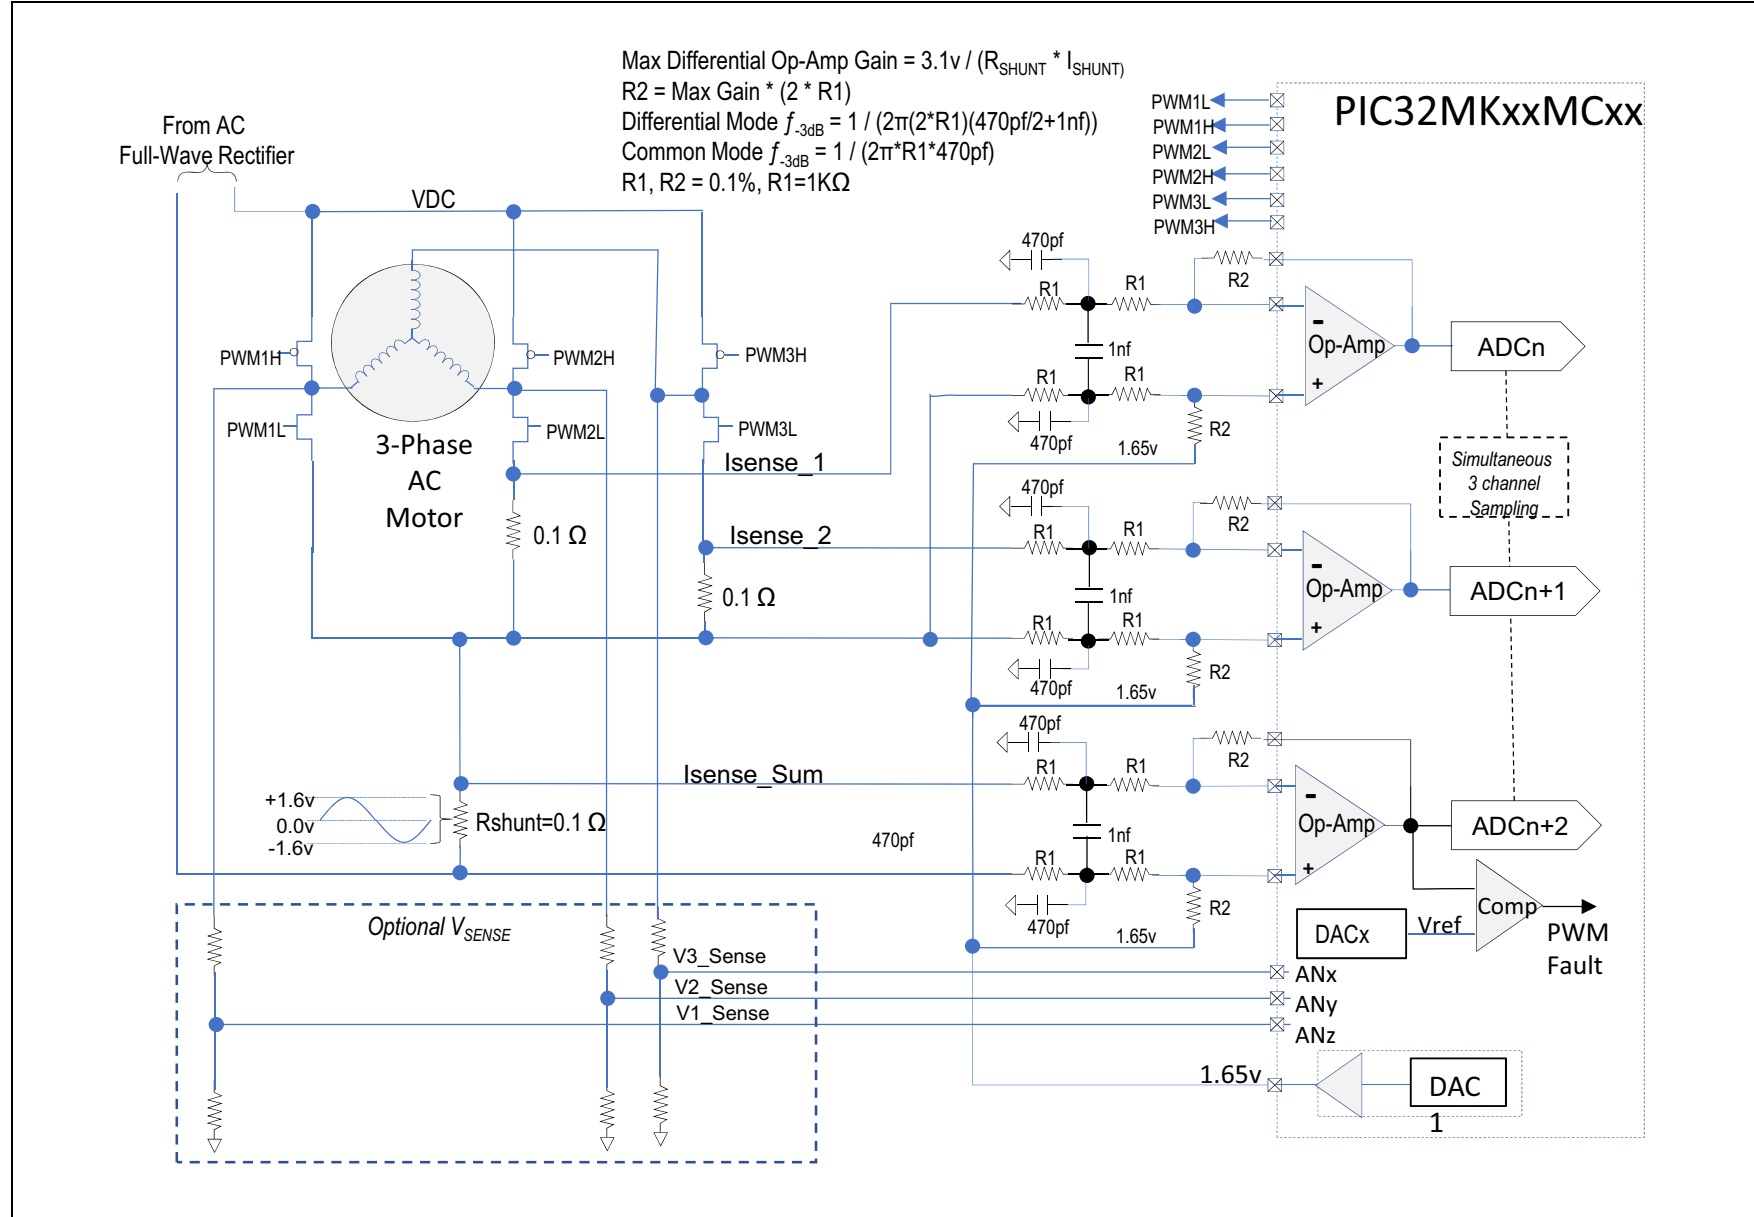 Max Differential Op-Amp Gain = 3.1v / (RSHUNT * ISHUNT)
R2 = Max Gain * (2 * R1)
Differential Mode ƒ-3dB = 1 / (2π(2*R1)(470pf/2+1nf))
Common Mode ƒ-3dB = 1 / (2π*R1*470pf)
R1, R2 = 0.1%, R1=1KΩ
From AC
Full-Wave Rectifier
VDC
PIC32MKxxMCxx
PWM1L
PWM1H
PWM2L
PWM2H
PWM3L
PWM3H
PWM1H
PWM2H
PWM3H
PWM1L
PWM2L
PWM3L
3-Phase
AC
Motor
Isense_1
0.1 Ω
Isense_2
0.1 Ω
Isense_Sum
+1.6v
0.0v
-1.6v
Rshunt=0.1 Ω
470pf
470pf
R1
R1
R2
1nf
R1
R1
470pf
R2
1.65v
-
Op-Amp
+
ADCn
Simultaneous
3 channel
Sampling
470pf
R1
R1
R2
1nf
R1
R1
470pf
R2
1.65v
-
Op-Amp
+
ADCn+1
470pf
R1
R1
R2
1nf
R1
R1
470pf
R2
1.65v
-
Op-Amp
+
ADCn+2
Comp
DACx
Vref
PWM
Fault
Optional VSENSE
V3_Sense
V2_Sense
V1_Sense
ANx
ANy
ANz
1.65v
DAC
1